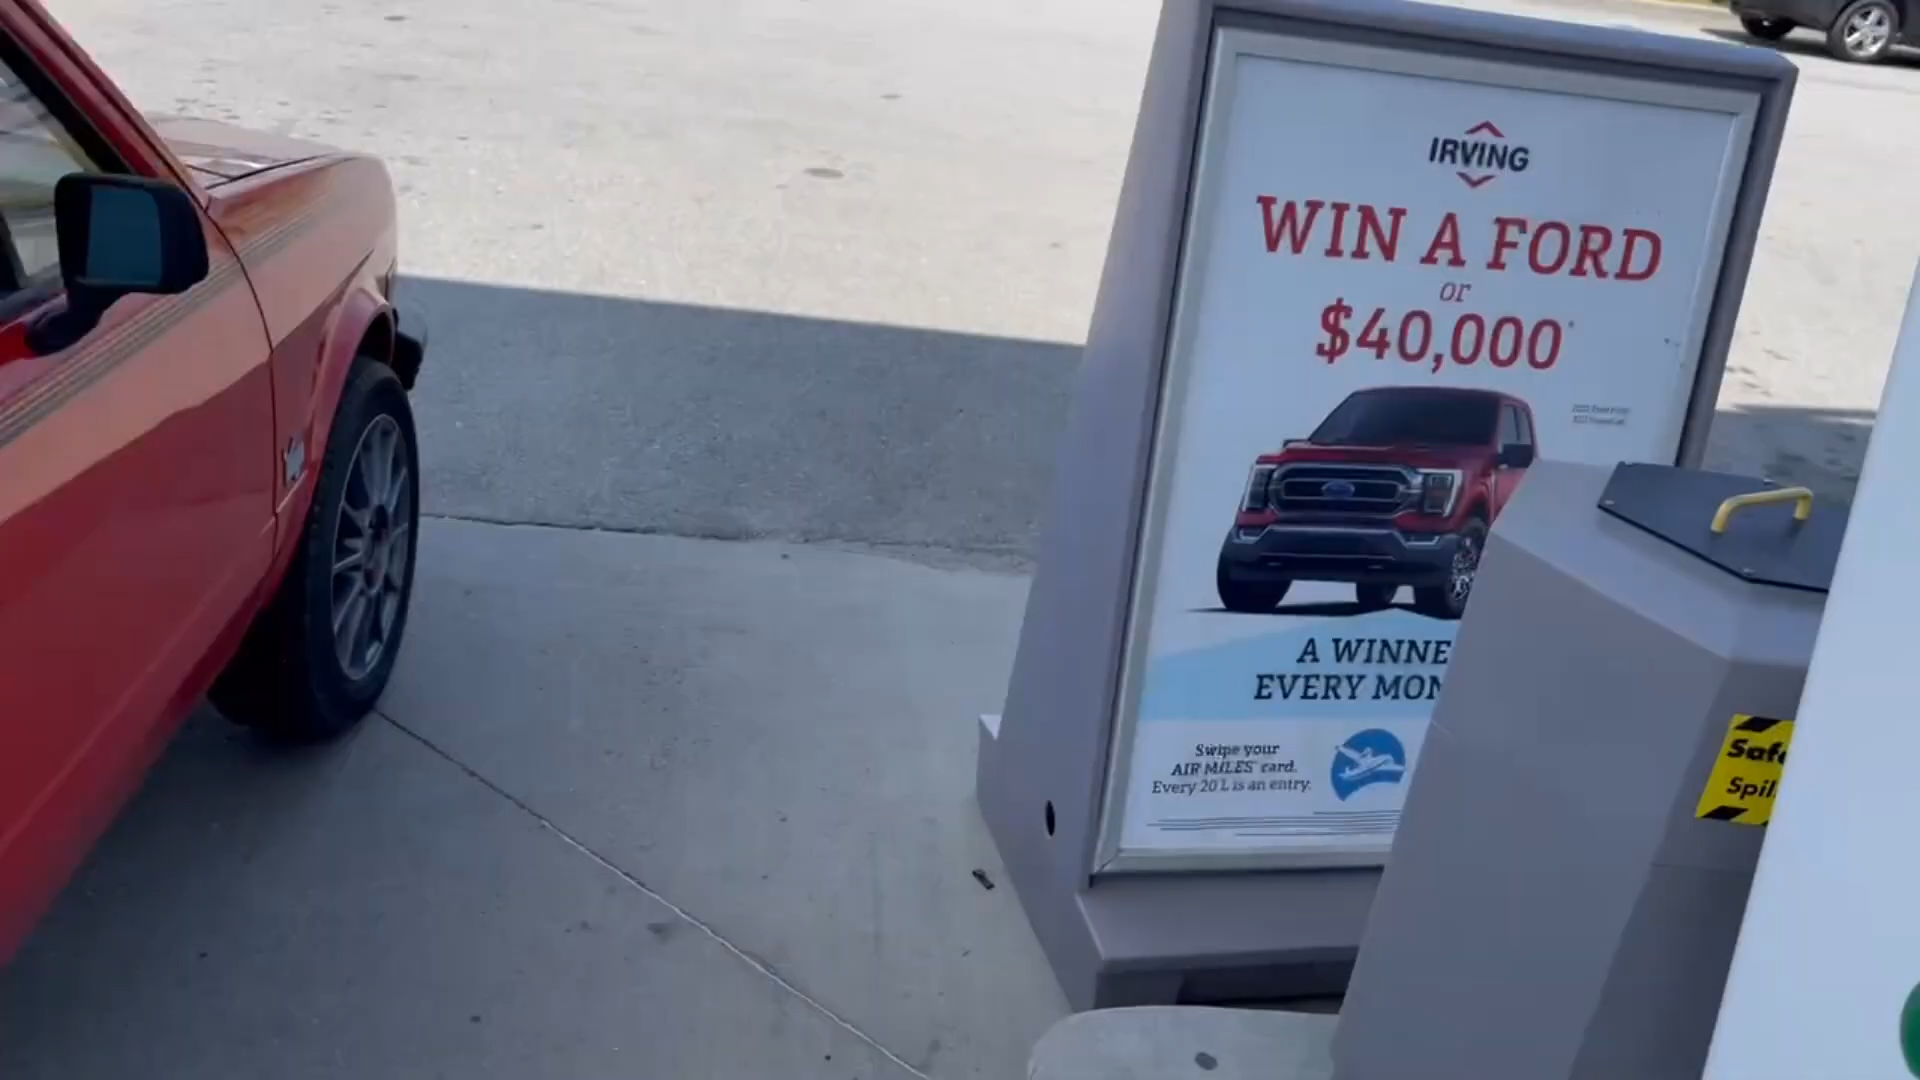 IRVING
WIN A FORD
or
$40,000*
A WINNE
EVERY MON
Swipe your
AIR MILES card.
Every 20 L is an entry.
Safe
Spil